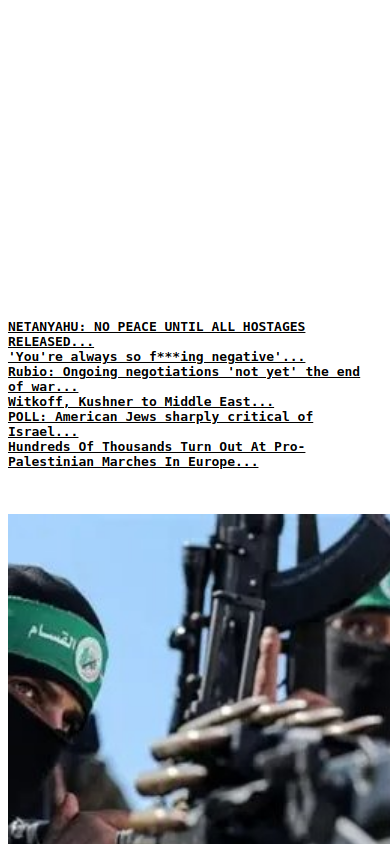 NETANYAHU: NO PEACE UNTIL ALL HOSTAGES
RELEASED...
'You're always so f***ing negative'...
Rubio: Ongoing negotiations 'not yet' the end
of war...
Witkoff, Kushner to Middle East...
POLL: American Jews sharply critical of
Israel...
Hundreds Of Thousands Turn Out At Pro-
Palestinian Marches In Europe...
القسام